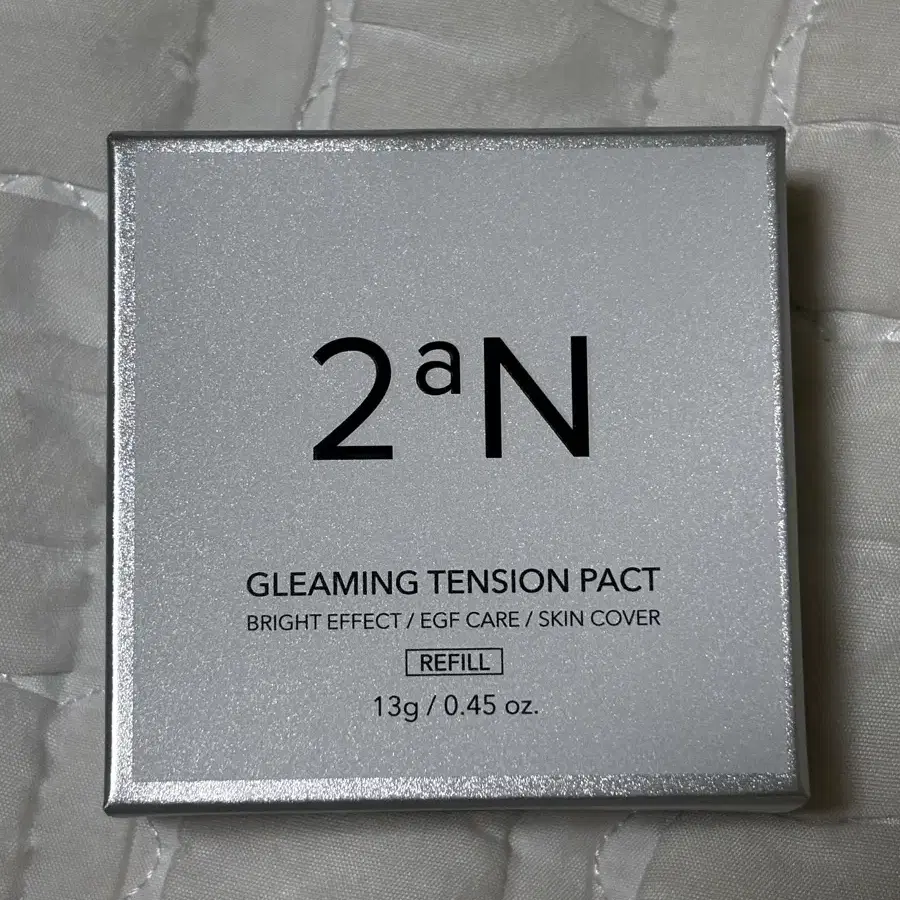 2aN
GLEAMING TENSION PACT
BRIGHT EFFECT / EGF CARE / SKIN COVER
REFILL
13g / 0.45 oz.